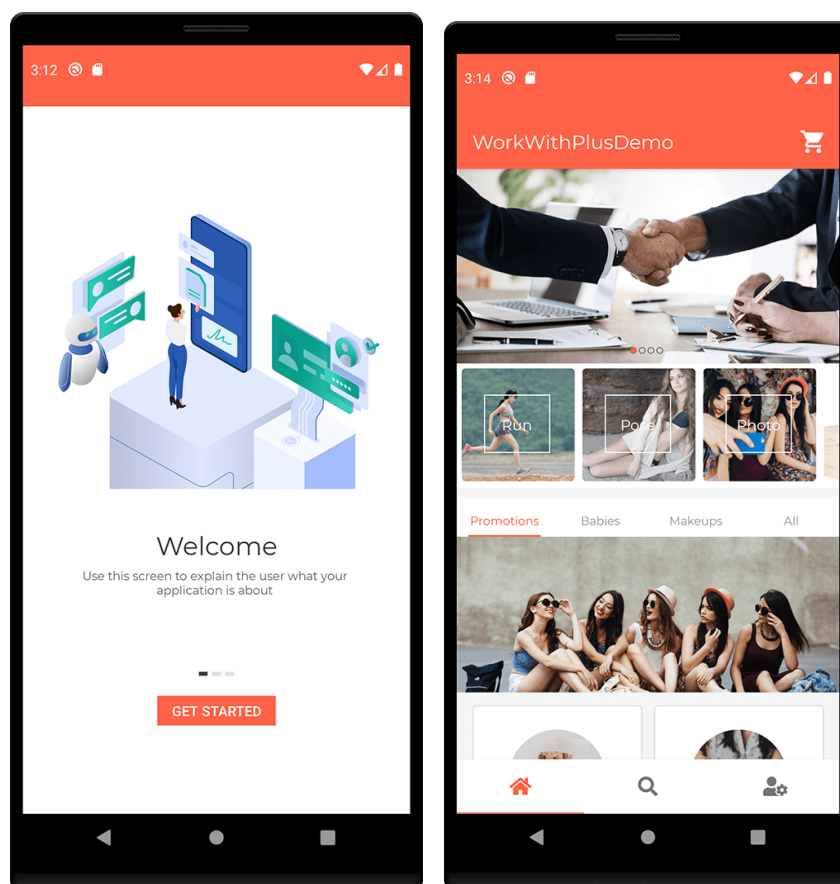 3:12
Welcome
Use this screen to explain the user what your
application is about
GET STARTED
3:14
WorkWithPlusDemo
Run
Pose
Photo
Promotions Babies Makeups All